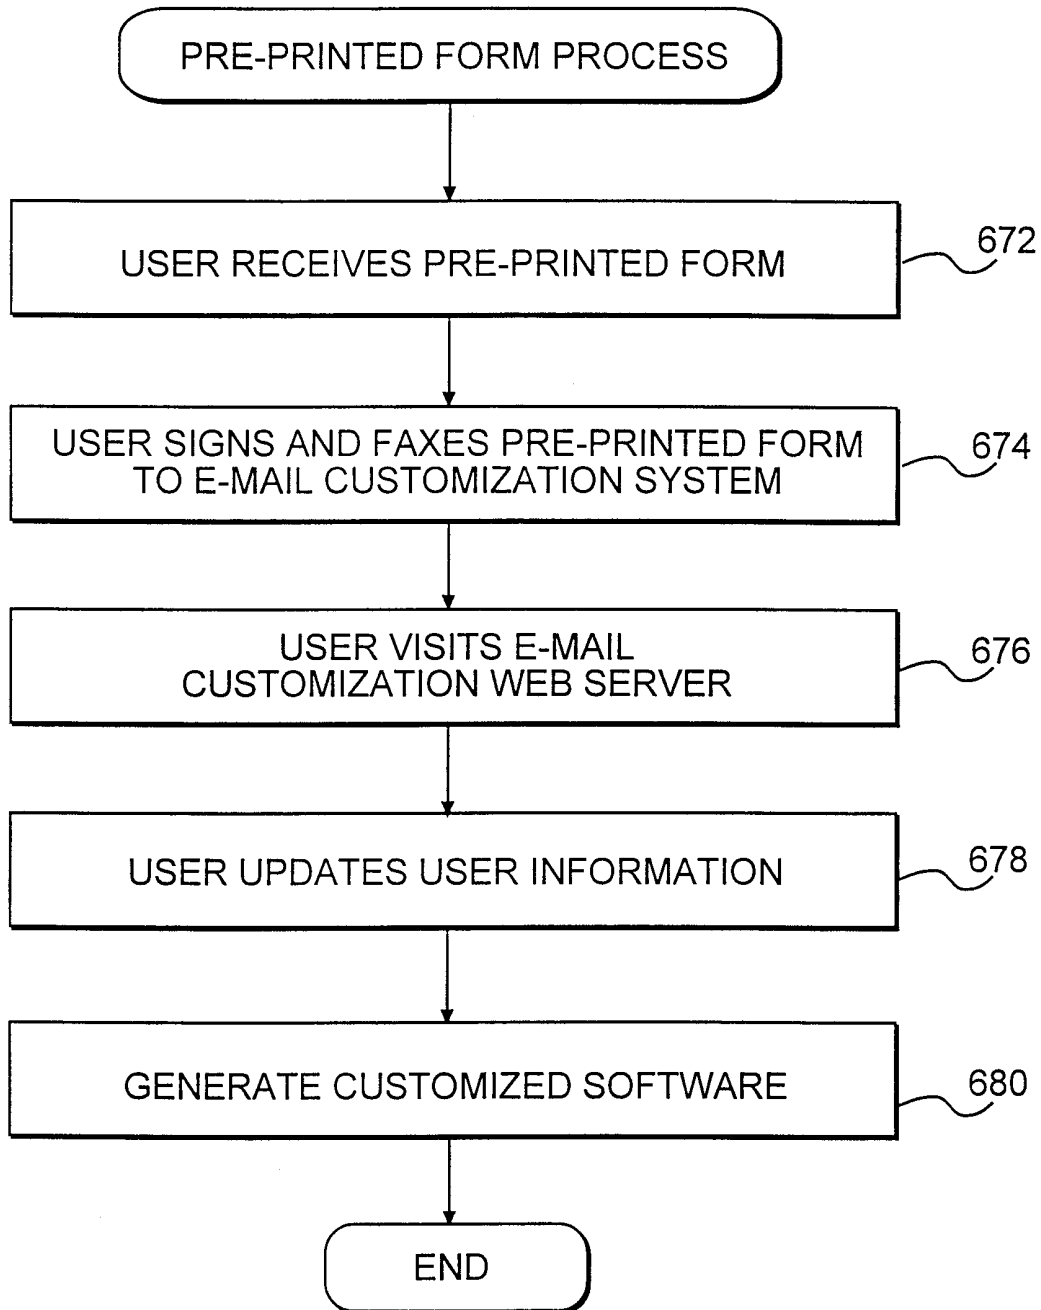 PRE-PRINTED FORM PROCESS
USER RECEIVES PRE-PRINTED FORM
672
USER SIGNS AND FAXES PRE-PRINTED FORM
TO E-MAIL CUSTOMIZATION SYSTEM
674
USER VISITS E-MAIL
CUSTOMIZATION WEB SERVER
676
USER UPDATES USER INFORMATION
678
GENERATE CUSTOMIZED SOFTWARE
680
END